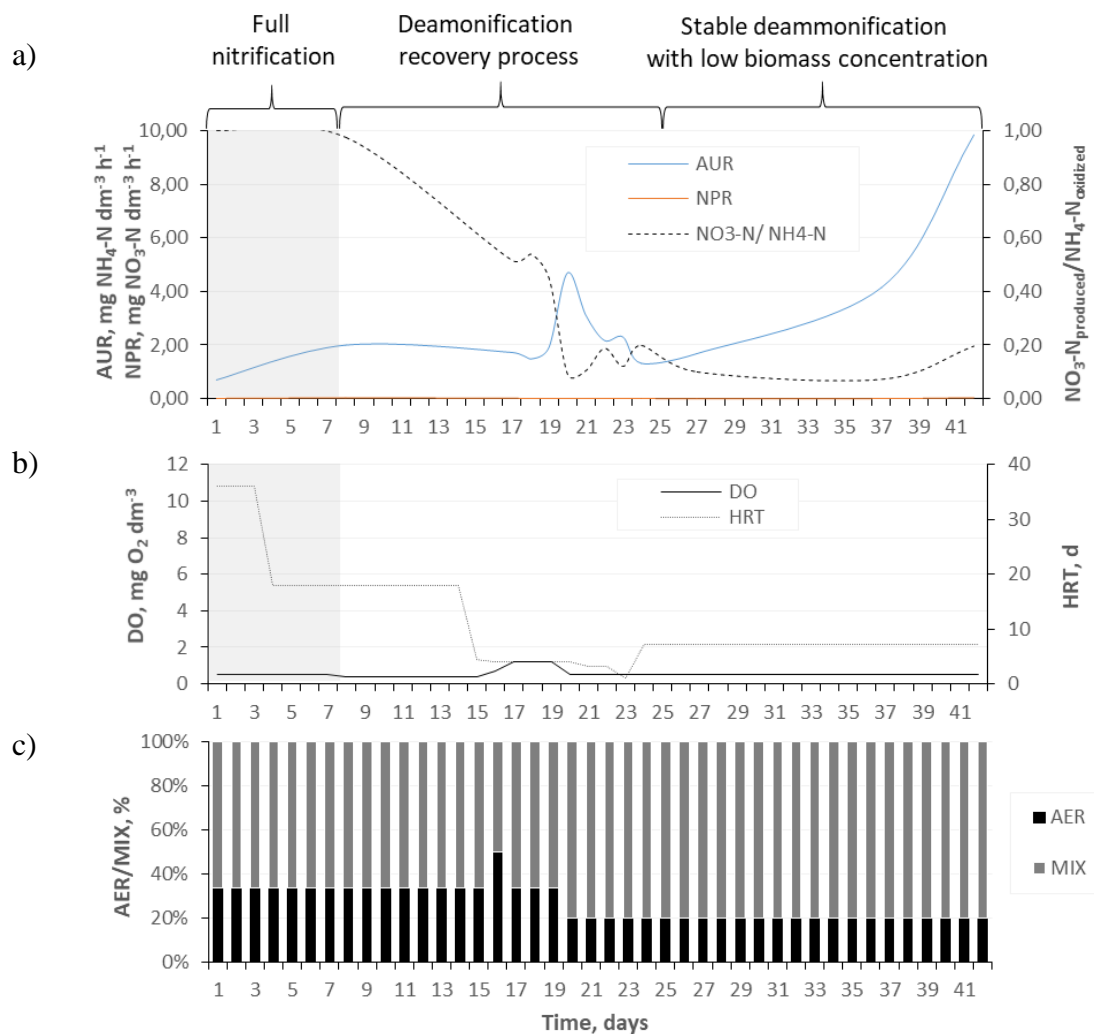 Full
nitrification
Deamonification
recovery process
Stable deammonification
with low biomass concentration
a)
AUR, mg NH4-N dm-3 h-1
NPR, mg NO3-N dm-3 h-1
10,00
8,00
6,00
4,00
2,00
0,00
AUR
NPR
NO3-N/ NH4-N
1,00
0,80
0,60
0,40
0,20
0,00
NO3-Nproduced/NH4-Noxidized
1 3 5 7 9 11 13 15 17 19 21 23 25 27 29 31 33 35 37 39 41
b)
DO, mg O2 dm-3
12
10
8
6
4
2
0
DO
HRT
40
30
20
10
0
HRT, d
1 3 5 7 9 11 13 15 17 19 21 23 25 27 29 31 33 35 37 39 41
c)
AER/MIX, %
100%
80%
60%
40%
20%
0%
AER
MIX
1 3 5 7 9 11 13 15 17 19 21 23 25 27 29 31 33 35 37 39 41
Time, days